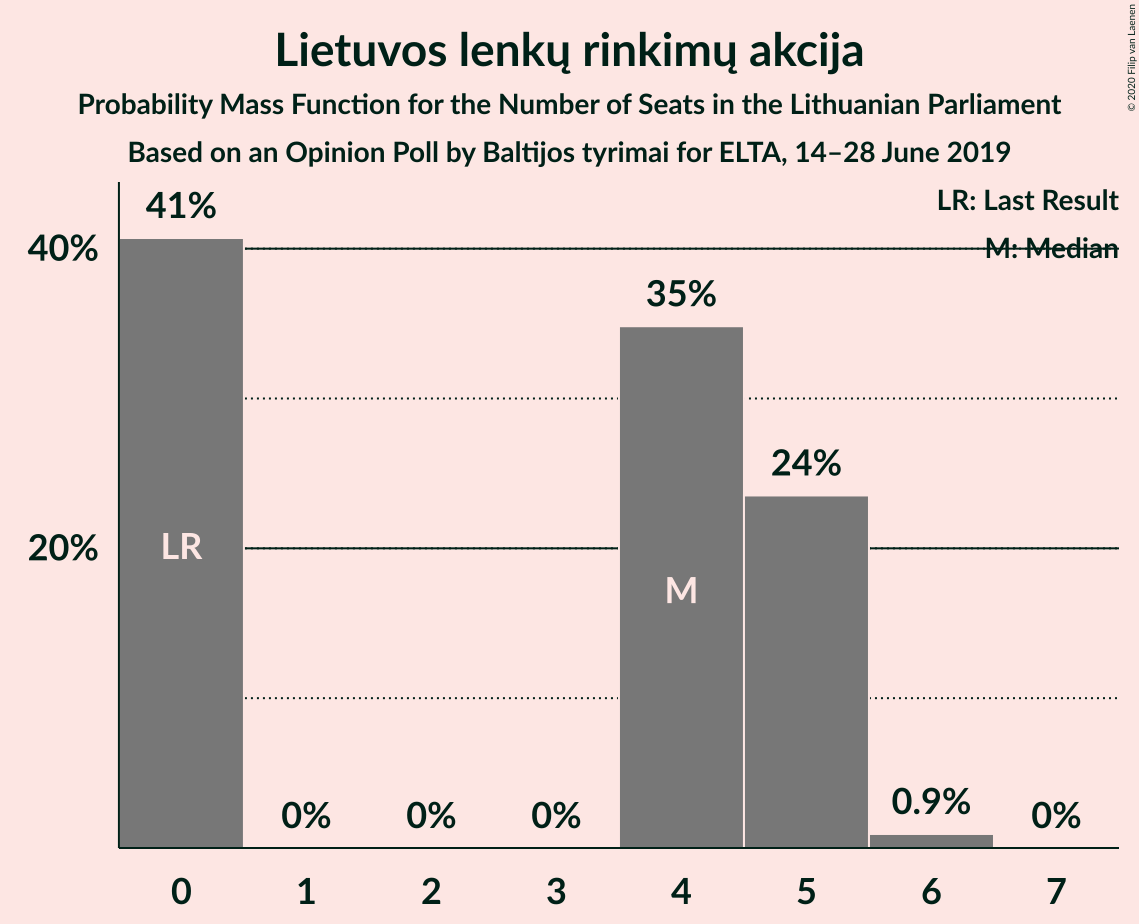 Lietuvos lenkų rinkimų akcija
Probability Mass Function for the Number of Seats in the Lithuanian Parliament
Based on an Opinion Poll by Baltijos tyrimai for ELTA, 14–28 June 2019
© 2020 Filip van Laenen
LR: Last Result
M: Median
41%
40%
35%
24%
20%
LR
M
0%
0%
0%
0.9%
0%
0
1
2
3
4
5
6
7